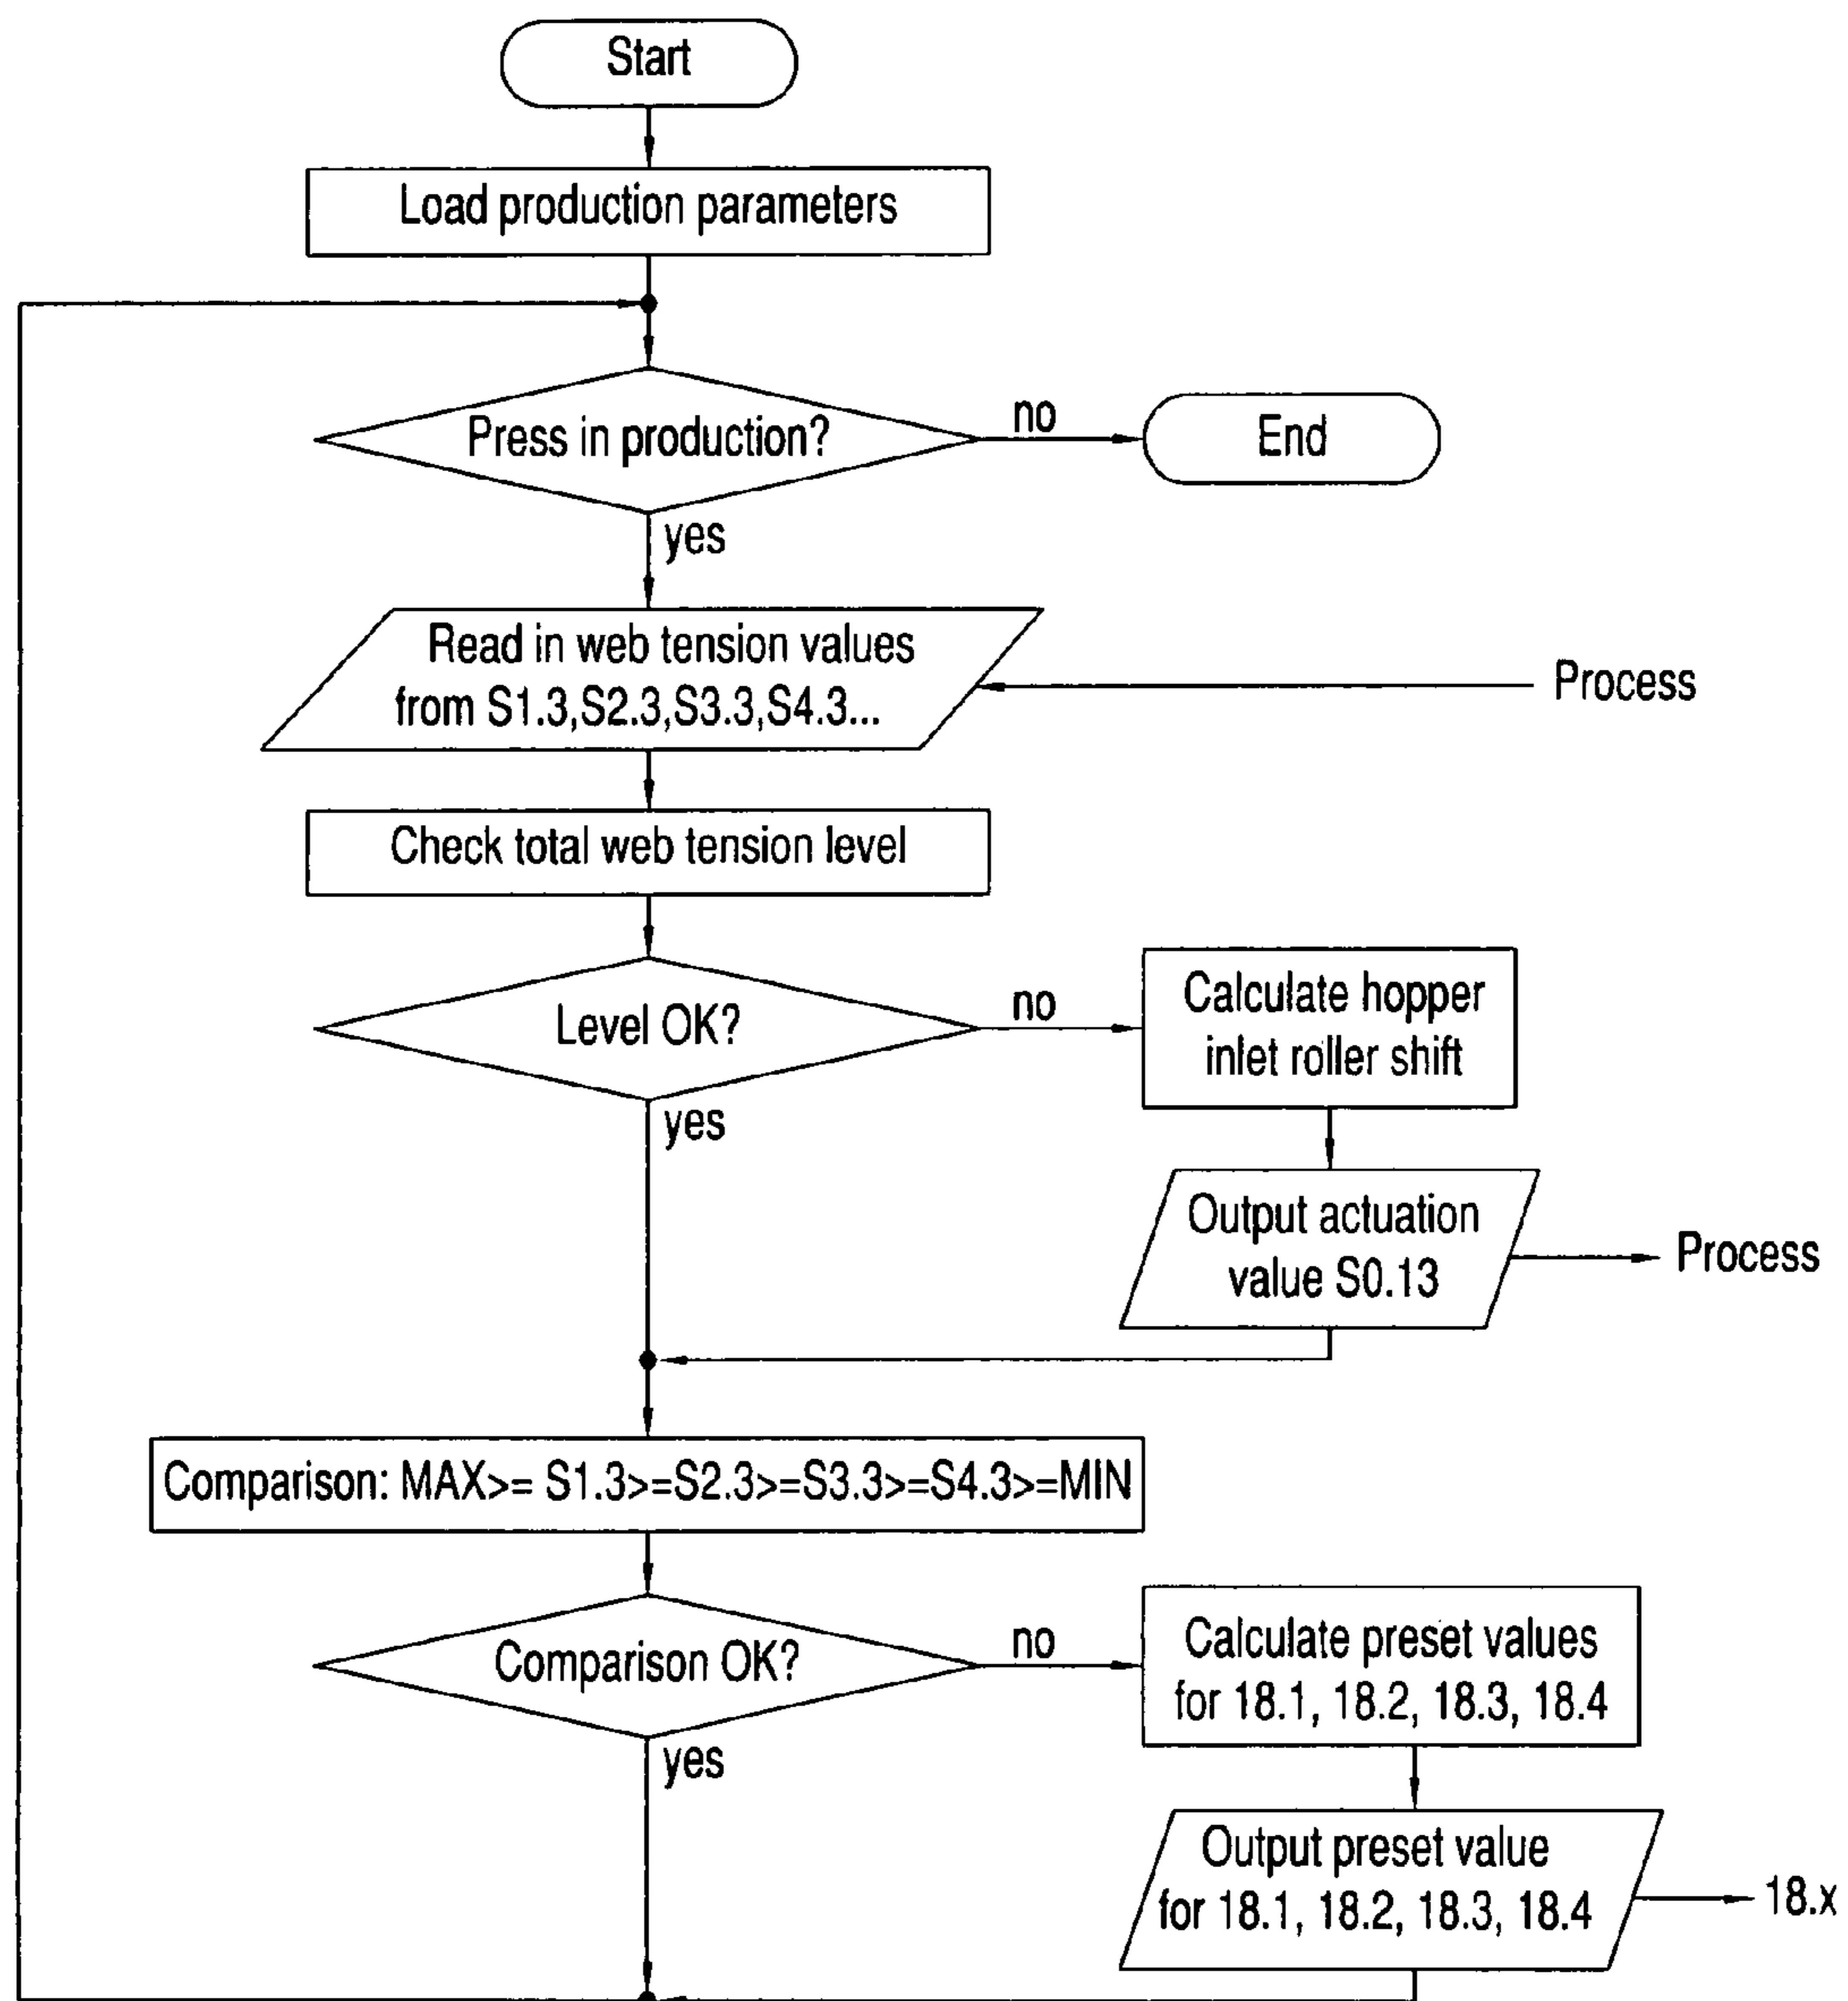 Start
Load production parameters
Press in production?
no
End
yes
Read in web tension values
from S1.3,S2.3,S3.3,S4.3...
Process
Check total web tension level
Level OK?
no
Calculate hopper
inlet roller shift
yes
Output actuation
value S0.13
Process
Comparison: MAX>= S1.3>=S2.3>=S3.3>=S4.3>=MIN
Comparison OK?
no
Calculate preset values
for 18.1, 18.2, 18.3, 18.4
yes
Output preset value
for 18.1, 18.2, 18.3, 18.4
18.x